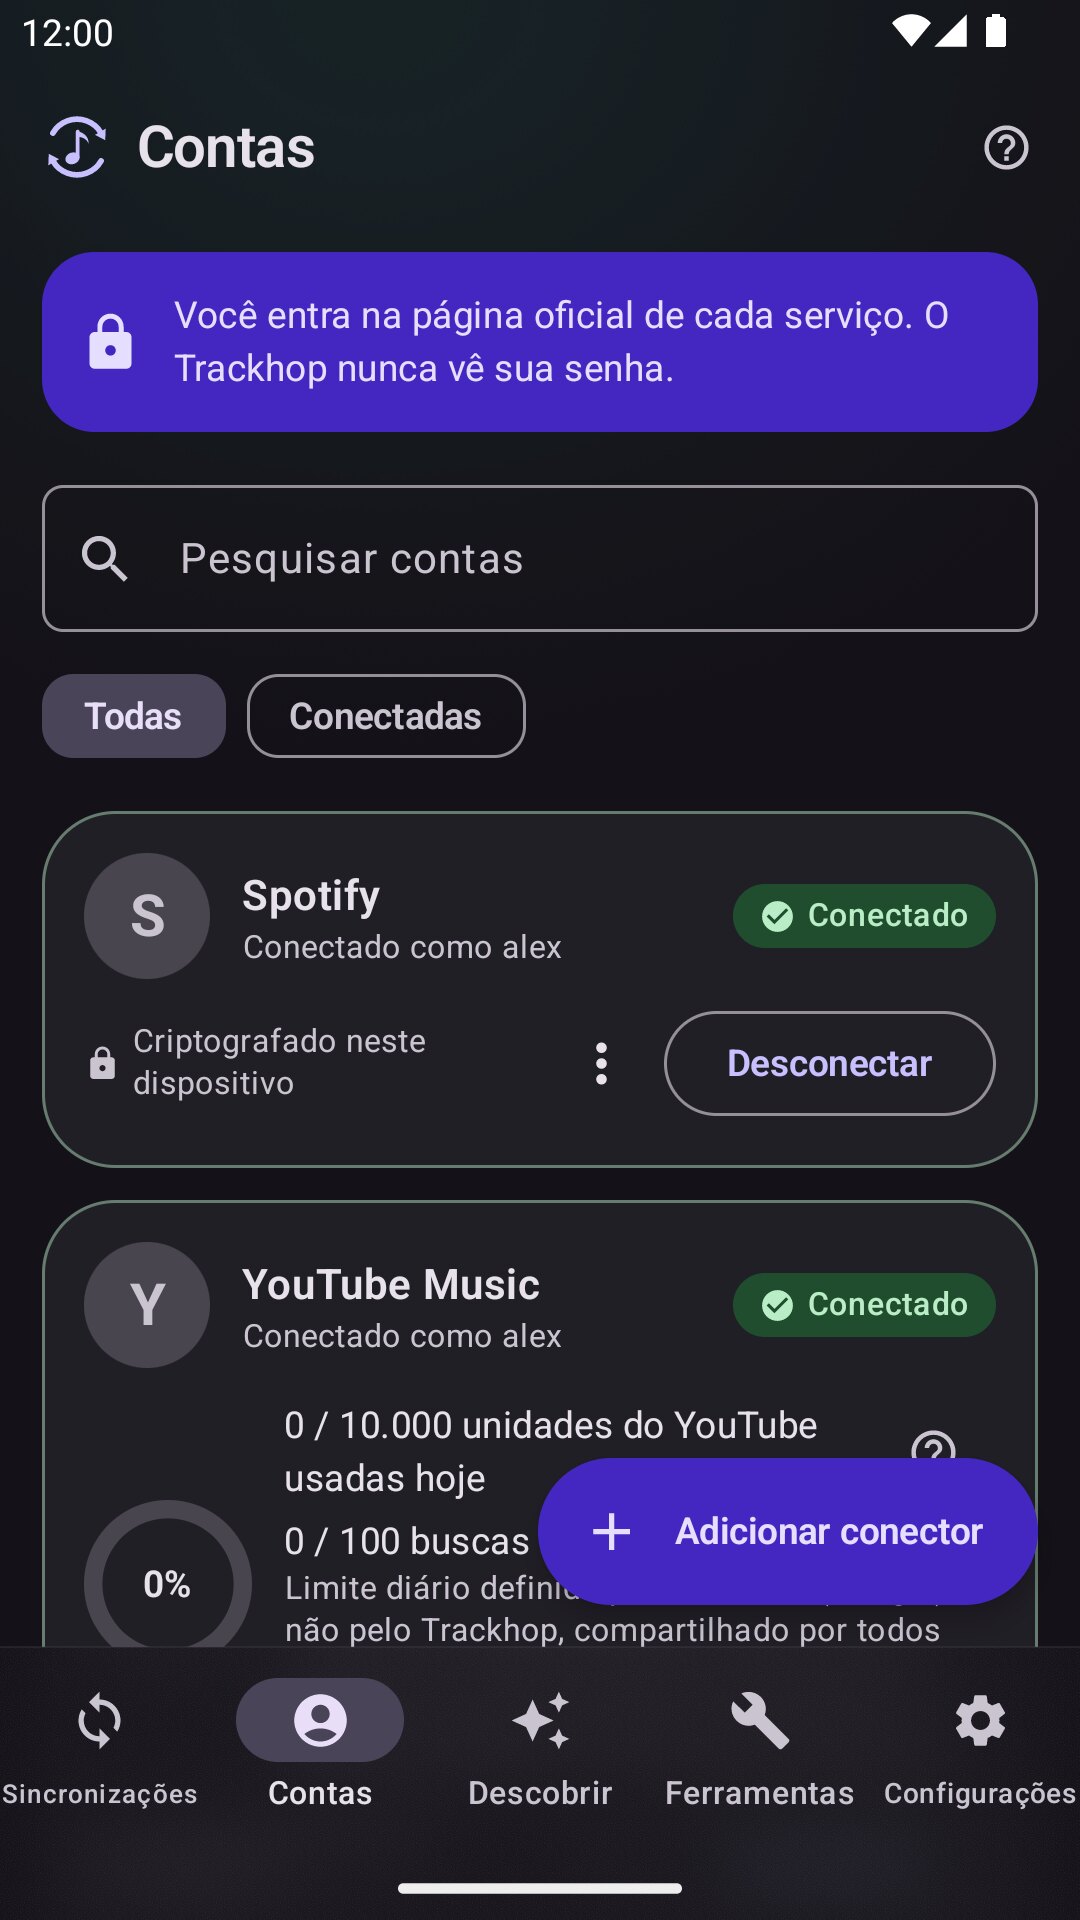 12:00
Contas
Você entra na página oficial de cada serviço. O
Trackhop nunca vê sua senha.
Pesquisar contas
Todas
Conectadas
S
Spotify
Conectado como alex
Conectado
Criptografado neste
dispositivo
Desconectar
Y
YouTube Music
Conectado como alex
Conectado
0 / 10.000 unidades do YouTube
usadas hoje
0 / 100 buscas
0%
Adicionar conector
Limite diário
não pelo Trackhop, compartilhado por todos
Sincronizações
Contas
Descobrir
Ferramentas
Configurações